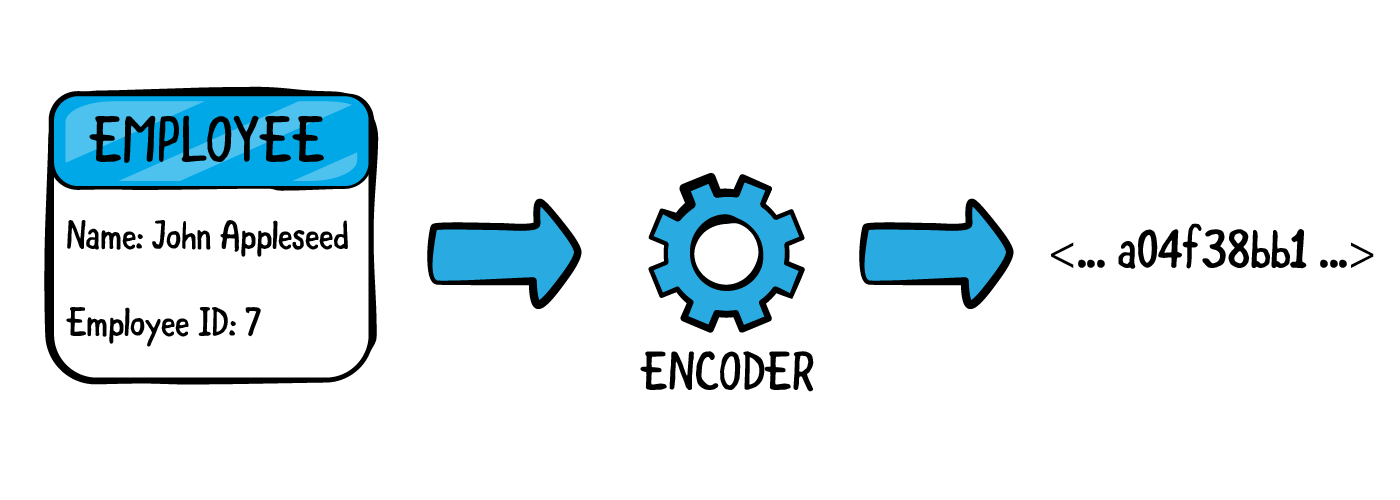 EMPLOYEE
Name: John Appleseed
Employee ID: 7
ENCODER
<... a04f38bb1 ...>